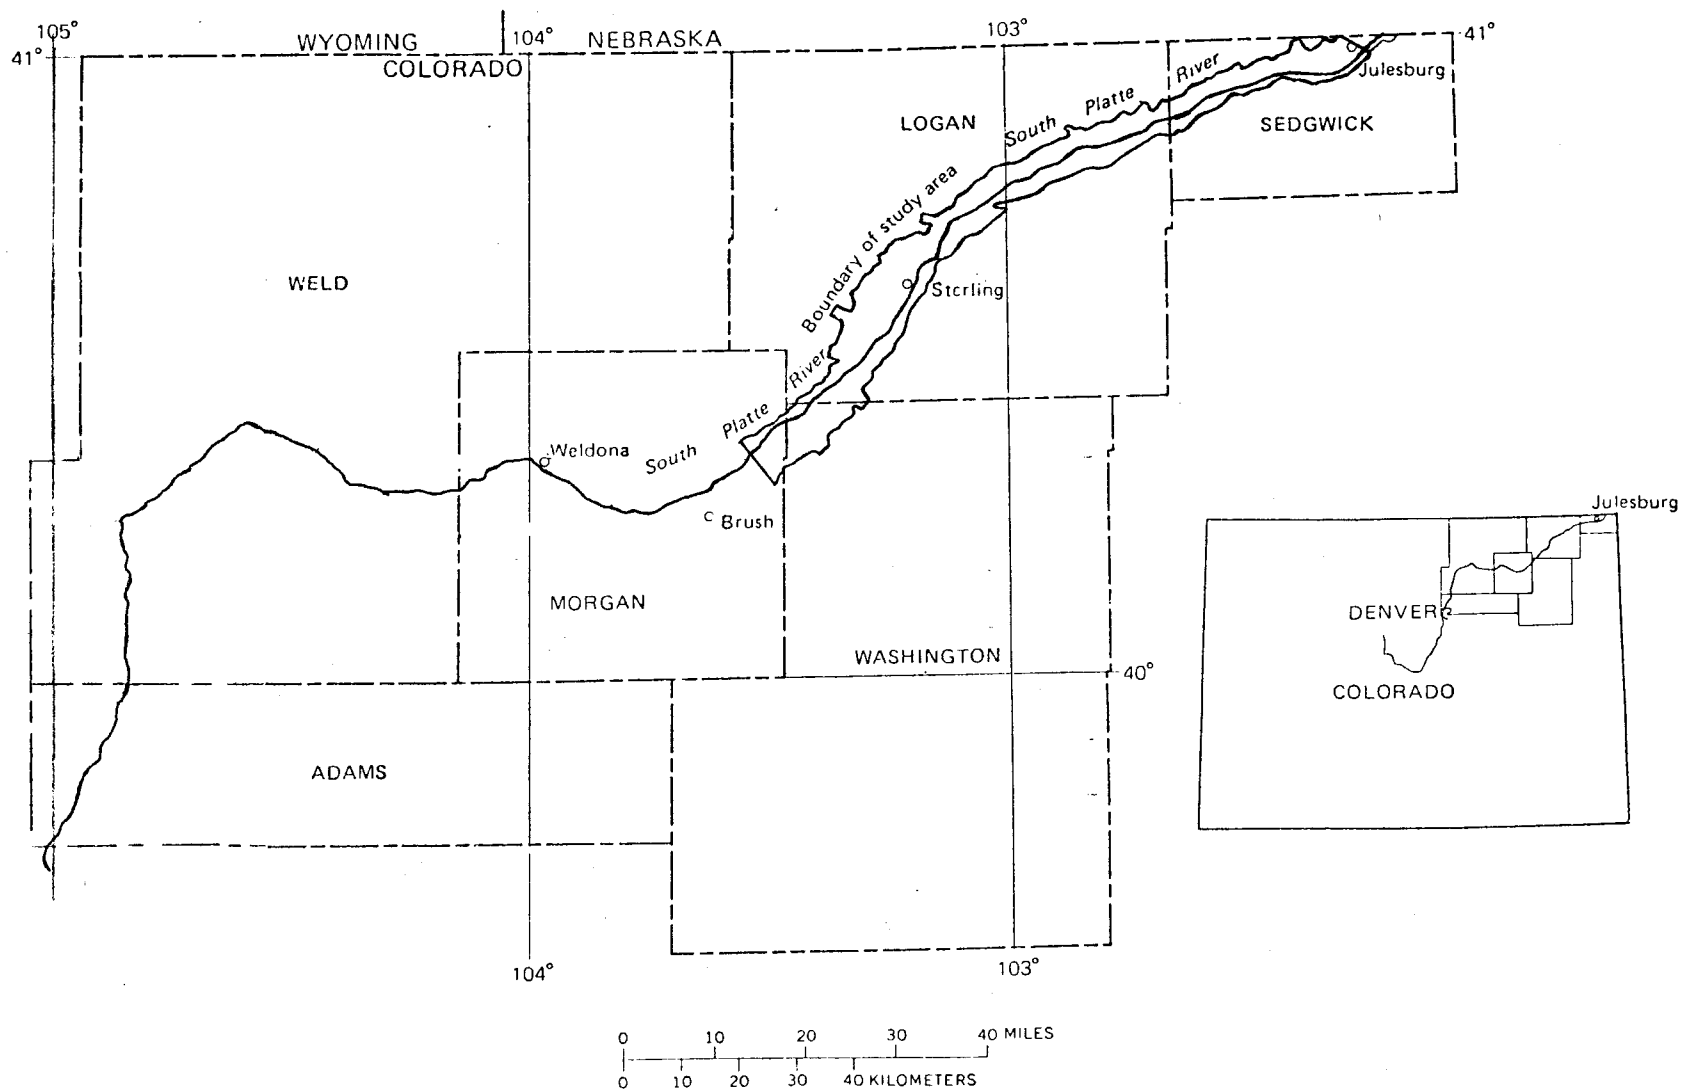 105°
41°
WYOMING
104°
NEBRASKA
COLORADO
103°
41°
Julesburg
River
Platte
South
LOGAN
SEDGWICK
Boundary of study area
WELD
Sterling
River
Platte
South
Weldona
Brush
MORGAN
WASHINGTON
40°
ADAMS
104°
103°
Julesburg
DENVER
COLORADO
0 10 20 30 40 MILES
0 10 20 30 40 KILOMETERS